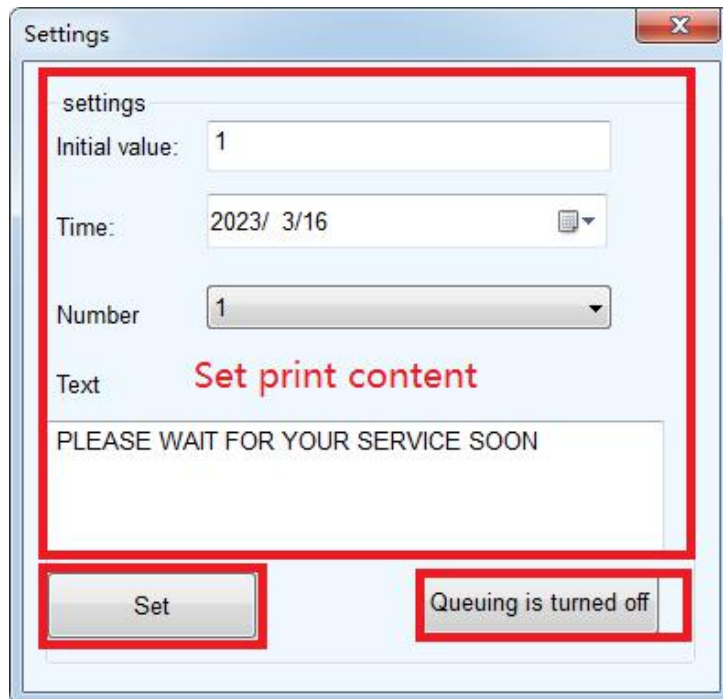 Settings
settings
Initial value: 1
Time: 2023/ 3/16
Number 1
Text Set print content
PLEASE WAIT FOR YOUR SERVICE SOON
Set Queuing is turned off